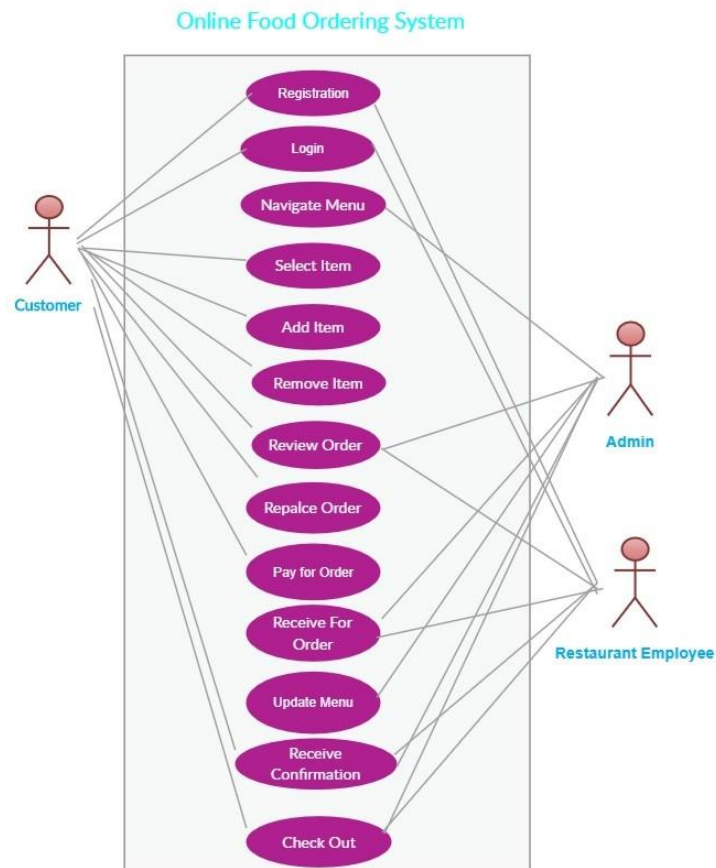 Online Food Ordering System
Registration
Login
Navigate Menu
Select Item
Customer
Add Item
Remove Item
Admin
Review Order
Repalce Order
Pay for Order
Receive For
Order
Restaurant Employee
Update Menu
Receive
Confirmation
Check Out